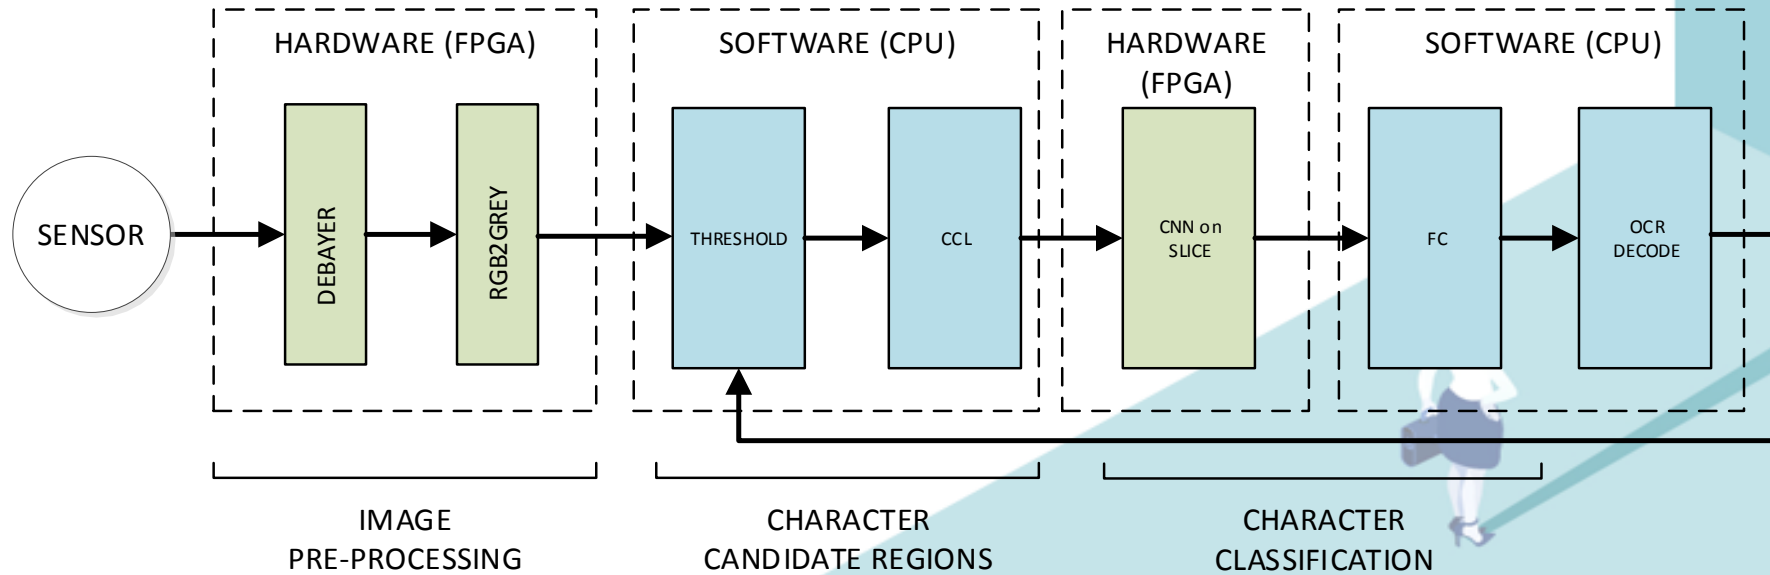 HARDWARE (FPGA)
SOFTWARE (CPU)
HARDWARE
(FPGA)
SOFTWARE (CPU)
SENSOR
DEBAYER
RGB2GREY
THRESHOLD
CCL
CNN on
SLICE
FC
OCR
DECODE
IMAGE
PRE-PROCESSING
CHARACTER
CANDIDATE REGIONS
CHARACTER
CLASSIFICATION